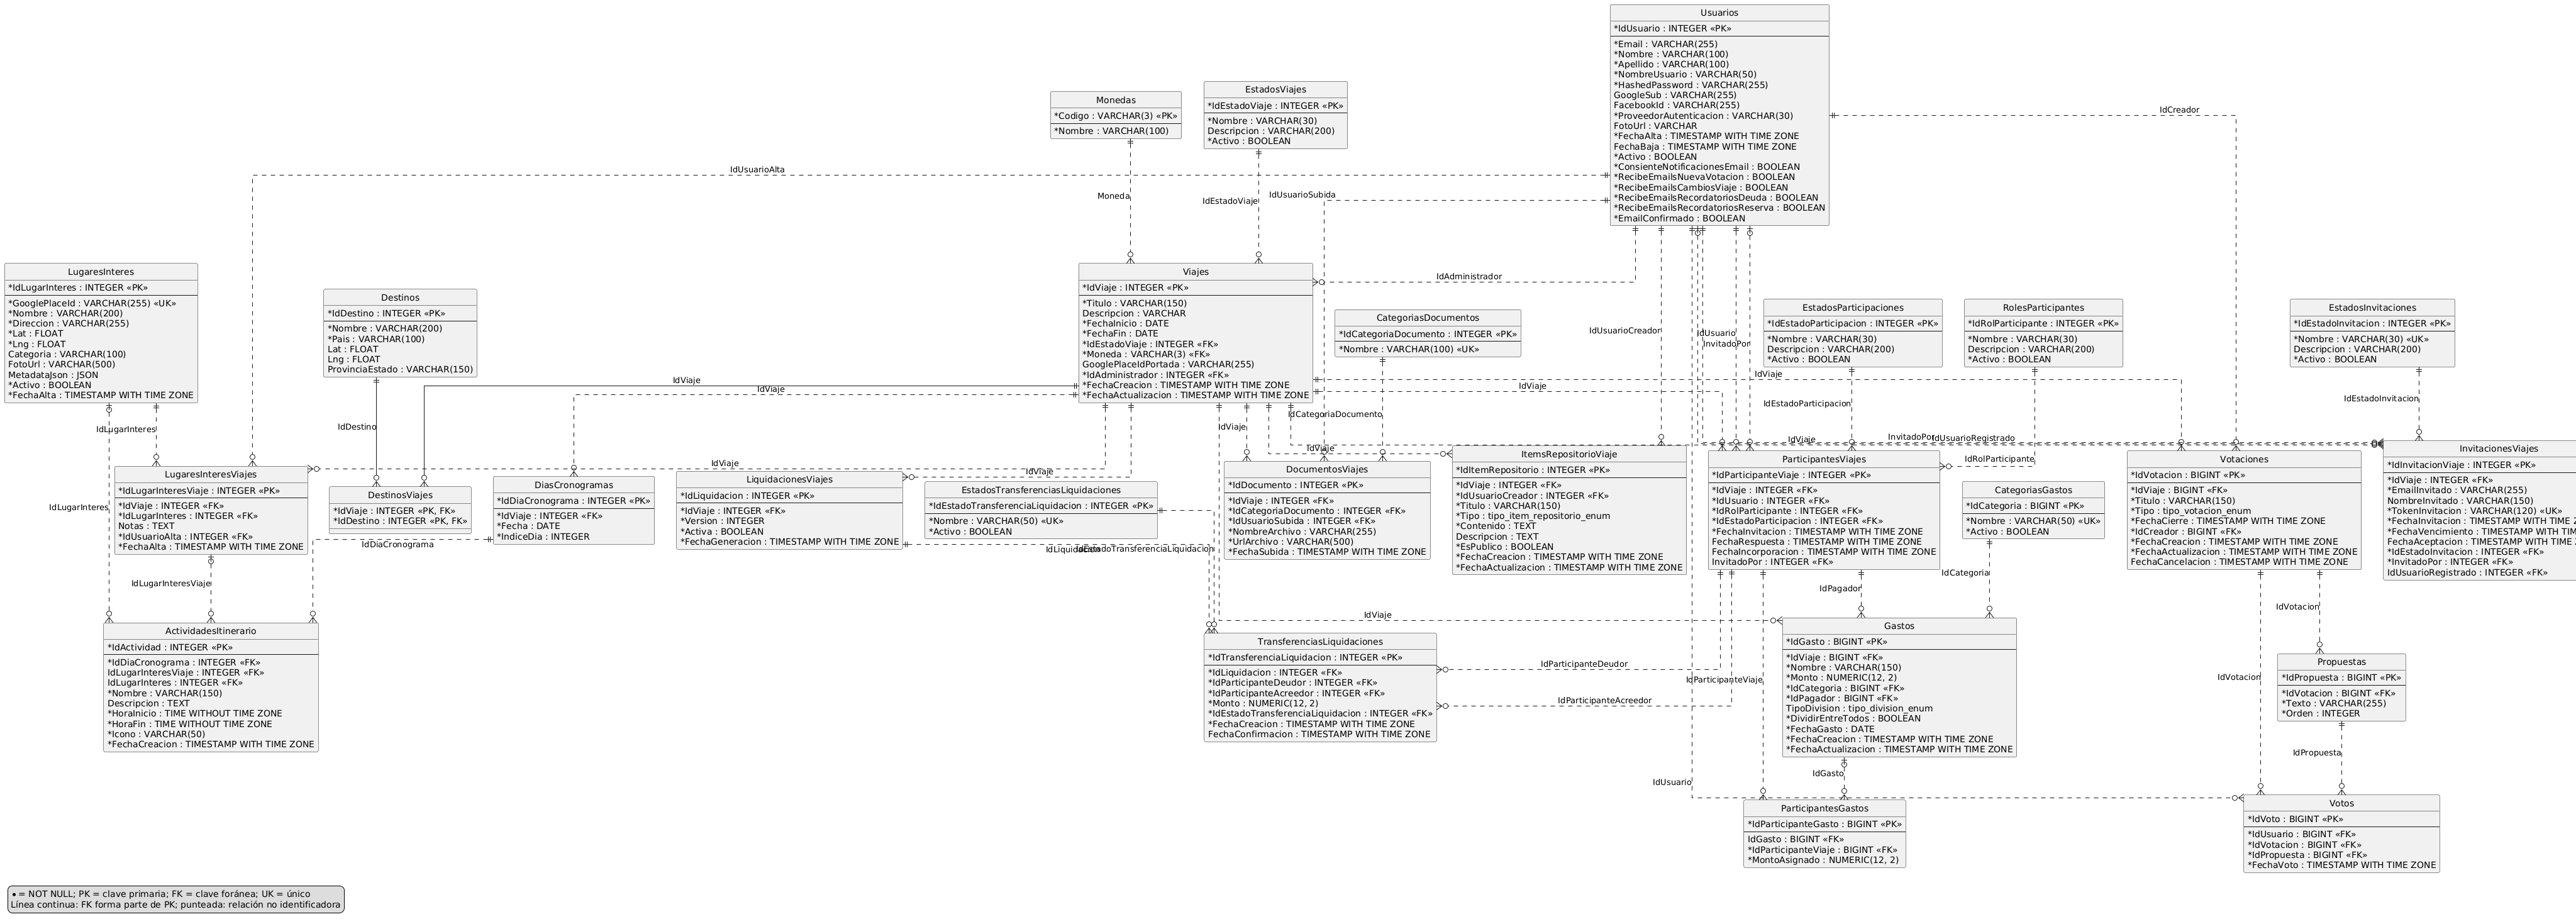 Usuarios
*IdUsuario : INTEGER «PK»
*Email : VARCHAR(255)
*Nombre : VARCHAR(100)
*Apellido : VARCHAR(100)
*NombreUsuario : VARCHAR(50)
*HashedPassword : VARCHAR(255)
GoogleSub : VARCHAR(255)
FacebookId : VARCHAR(255)
*ProveedorAutenticacion : VARCHAR(30)
FotoUrl : VARCHAR
*FechaAlta : TIMESTAMP WITH TIME ZONE
FechaBaja : TIMESTAMP WITH TIME ZONE
*Activo : BOOLEAN
*ConsienteNotificacionesEmail : BOOLEAN
*RecibeEmailsNuevaVotacion : BOOLEAN
*RecibeEmailsCambiosViaje : BOOLEAN
*RecibeEmailsRecordatoriosDeuda : BOOLEAN
*RecibeEmailsRecordatoriosReserva : BOOLEAN
*EmailConfirmado : BOOLEAN
Monedas
*Codigo : VARCHAR(3) «PK»
*Nombre : VARCHAR(100)
EstadosViajes
*IdEstadoViaje : INTEGER «PK»
*Nombre : VARCHAR(30)
Descripcion : VARCHAR(200)
*Activo : BOOLEAN
IdCreador
IdUsuarioAlta
Moneda
IdEstadoViaje
IdUsuarioSubida
IdAdministrador
LugaresInteres
*IdLugarInteres : INTEGER «PK»
*GooglePlaceId : VARCHAR(255) «UK»
*Nombre : VARCHAR(200)
*Direccion : VARCHAR(255)
*Lat : FLOAT
*Lng : FLOAT
Categoria : VARCHAR(100)
FotoUrl : VARCHAR(500)
MetadataJson : JSON
*Activo : BOOLEAN
*FechaAlta : TIMESTAMP WITH TIME ZONE
Destinos
*IdDestino : INTEGER «PK»
*Nombre : VARCHAR(200)
*Pais : VARCHAR(100)
Lat : FLOAT
Lng : FLOAT
ProvinciaEstado : VARCHAR(150)
Viajes
*IdViaje : INTEGER «PK»
*Titulo : VARCHAR(150)
Descripcion : VARCHAR
*FechaInicio : DATE
*FechaFin : DATE
*IdEstadoViaje : INTEGER «FK»
*Moneda : VARCHAR(3) «FK»
GooglePlaceIdPortada : VARCHAR(255)
*IdAdministrador : INTEGER «FK»
*FechaCreacion : TIMESTAMP WITH TIME ZONE
*FechaActualizacion : TIMESTAMP WITH TIME ZONE
CategoriasDocumentos
*IdCategoriaDocumento : INTEGER «PK»
*Nombre : VARCHAR(100) «UK»
EstadosParticipaciones
*IdEstadoParticipacion : INTEGER «PK»
*Nombre : VARCHAR(30)
Descripcion : VARCHAR(200)
*Activo : BOOLEAN
RolesParticipantes
*IdRolParticipante : INTEGER «PK»
*Nombre : VARCHAR(30)
Descripcion : VARCHAR(200)
*Activo : BOOLEAN
EstadosInvitaciones
*IdEstadoInvitacion : INTEGER «PK»
*Nombre : VARCHAR(30) «UK»
Descripcion : VARCHAR(200)
*Activo : BOOLEAN
IdUsuarioCreador
IdUsuario
InvitadoPor
IdViaje
IdViaje
IdViaje
IdViaje
IdEstadoInvitacion
IdEstadoParticipacion
IdCategoriaDocumento
IdLugarInteres
IdDestino
IdViaje
IdViaje
IdViaje
InvitadoPor
IdUsuarioRegistrado
IdRolParticipante
IdViaje
IdViaje
LugaresInteresViajes
*IdLugarInteresViaje : INTEGER «PK»
*IdViaje : INTEGER «FK»
*IdLugarInteres : INTEGER «FK»
Notas : TEXT
*IdUsuarioAlta : INTEGER «FK»
*FechaAlta : TIMESTAMP WITH TIME ZONE
DestinosViajes
*IdViaje : INTEGER «PK, FK»
*IdDestino : INTEGER «PK, FK»
DiasCronogramas
*IdDiaCronograma : INTEGER «PK»
*IdViaje : INTEGER «FK»
*Fecha : DATE
*IndiceDia : INTEGER
LiquidacionesViajes
*IdLiquidacion : INTEGER «PK»
*IdViaje : INTEGER «FK»
*Version : INTEGER
*Activa : BOOLEAN
*FechaGeneracion : TIMESTAMP WITH TIME ZONE
EstadosTransferenciasLiquidaciones
*IdEstadoTransferenciaLiquidacion : INTEGER «PK»
*Nombre : VARCHAR(50) «UK»
*Activo : BOOLEAN
DocumentosViajes
*IdDocumento : INTEGER «PK»
*IdViaje : INTEGER «FK»
*IdCategoriaDocumento : INTEGER «FK»
*IdUsuarioSubida : INTEGER «FK»
*NombreArchivo : VARCHAR(255)
*UrlArchivo : VARCHAR(500)
*FechaSubida : TIMESTAMP WITH TIME ZONE
ItemsRepositorioViaje
*IdItemRepositorio : INTEGER «PK»
*IdViaje : INTEGER «FK»
*IdUsuarioCreador : INTEGER «FK»
*Titulo : VARCHAR(150)
*Tipo : tipo_item_repositorio_enum
*Contenido : TEXT
Descripcion : TEXT
*EsPublico : BOOLEAN
*FechaCreacion : TIMESTAMP WITH TIME ZONE
*FechaActualizacion : TIMESTAMP WITH TIME ZONE
ParticipantesViajes
*IdParticipanteViaje : INTEGER «PK»
*IdViaje : INTEGER «FK»
*IdUsuario : INTEGER «FK»
*IdRolParticipante : INTEGER «FK»
*IdEstadoParticipacion : INTEGER «FK»
*FechaInvitacion : TIMESTAMP WITH TIME ZONE
FechaRespuesta : TIMESTAMP WITH TIME ZONE
FechaIncorporacion : TIMESTAMP WITH TIME ZONE
InvitadoPor : INTEGER «FK»
CategoriasGastos
*IdCategoria : BIGINT «PK»
*Nombre : VARCHAR(50) «UK»
*Activo : BOOLEAN
Votaciones
*IdVotacion : BIGINT «PK»
*IdViaje : BIGINT «FK»
*Titulo : VARCHAR(150)
*Tipo : tipo_votacion_enum
*FechaCierre : TIMESTAMP WITH TIME ZONE
*IdCreador : BIGINT «FK»
*FechaCreacion : TIMESTAMP WITH TIME ZONE
*FechaActualizacion : TIMESTAMP WITH TIME ZONE
FechaCancelacion : TIMESTAMP WITH TIME ZONE
InvitacionesViajes
*IdInvitacionViaje : INTEGER «PK»
*IdViaje : INTEGER «FK»
*EmailInvitado : VARCHAR(255)
NombreInvitado : VARCHAR(150)
*TokenInvitacion : VARCHAR(120) «UK»
*FechaInvitacion : TIMESTAMP WITH TIME
*FechaVencimiento : TIMESTAMP WITH
FechaAceptacion : TIMESTAMP WITH TIME
*IdEstadoInvitacion : INTEGER «FK»
*InvitadoPor : INTEGER «FK»
IdUsuarioRegistrado : INTEGER «FK»
IdLugarInteres
IdDiaCronograma
IdLiquidacion
IdEstadoTransferenciaLiquidacion
IdLugarInteresViaje
IdPagador
IdCategoria
IdVotacion
IdViaje
ActividadesItinerario
*IdActividad : INTEGER «PK»
*IdDiaCronograma : INTEGER «FK»
IdLugarInteresViaje : INTEGER «FK»
IdLugarInteres : INTEGER «FK»
*Nombre : VARCHAR(150)
Descripcion : TEXT
*HoraInicio : TIME WITHOUT TIME ZONE
*HoraFin : TIME WITHOUT TIME ZONE
*Icono : VARCHAR(50)
*FechaCreacion : TIMESTAMP WITH TIME ZONE
TransferenciasLiquidaciones
*IdTransferenciaLiquidacion : INTEGER «PK»
*IdLiquidacion : INTEGER «FK»
*IdParticipanteDeudor : INTEGER «FK»
*IdParticipanteAcreedor : INTEGER «FK»
*Monto : NUMERIC(12, 2)
*IdEstadoTransferenciaLiquidacion : INTEGER «FK»
*FechaCreacion : TIMESTAMP WITH TIME ZONE
FechaConfirmacion : TIMESTAMP WITH TIME ZONE
IdParticipanteDeudor
IdParticipanteAcreedor
IdParticipanteViaje
Gastos
*IdGasto : BIGINT «PK»
*IdViaje : BIGINT «FK»
*Nombre : VARCHAR(150)
*Monto : NUMERIC(12, 2)
*IdCategoria : BIGINT «FK»
*IdPagador : BIGINT «FK»
TipoDivision : tipo_division_enum
*DividirEntreTodos : BOOLEAN
*FechaGasto : DATE
*FechaCreacion : TIMESTAMP WITH TIME ZONE
*FechaActualizacion : TIMESTAMP WITH TIME ZONE
Propuestas
*IdPropuesta : BIGINT «PK»
*IdVotacion : BIGINT «FK»
*Texto : VARCHAR(255)
*Orden : INTEGER
IdVotacion
IdPropuesta
IdGasto
IdUsuario
ParticipantesGastos
*IdParticipanteGasto : BIGINT «PK»
IdGasto : BIGINT «FK»
*IdParticipanteViaje : BIGINT «FK»
*MontoAsignado : NUMERIC(12, 2)
Votos
*IdVoto : BIGINT «PK»
*IdUsuario : BIGINT «FK»
*IdVotacion : BIGINT «FK»
*IdPropuesta : BIGINT «FK»
*FechaVoto : TIMESTAMP WITH TIME ZONE
• = NOT NULL; PK = clave primaria; FK = clave foránea; UK = único
Línea continua: FK forma parte de PK; punteada: relación no identificadora